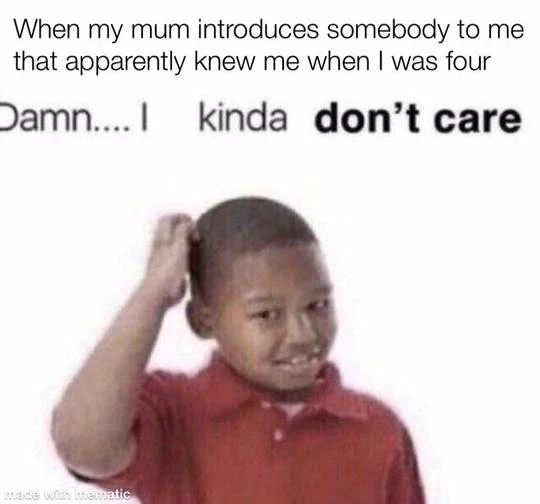 When my mum introduces somebody to me
that apparently knew me when I was four
Damn.... I kinda don't care
made with mematic